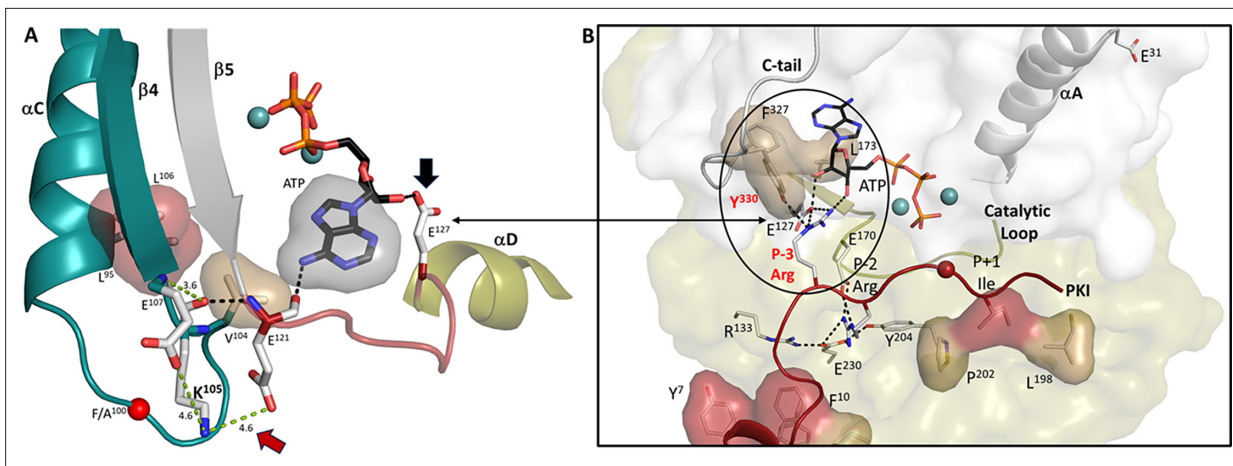 A
β5
β4
αC
L¹⁰⁶
ATP
E¹²⁷
αD
L⁹⁵
3.6
E¹⁰⁷
V¹⁰⁴
E¹²¹
K¹⁰⁵
F/A¹⁰⁰
4.6
4.6
B
C-tail
E³¹
αA
F³²⁷
L¹⁷³
ATP
Y³³⁰
E¹²⁷
Catalytic
Loop
E¹⁷⁰
P-3
Arg
P-2
Arg
P+1
Ile
PKI
R¹³³
Y²⁰⁴
E²³⁰
P²⁰²
L¹⁹⁸
Y⁷
F¹⁰